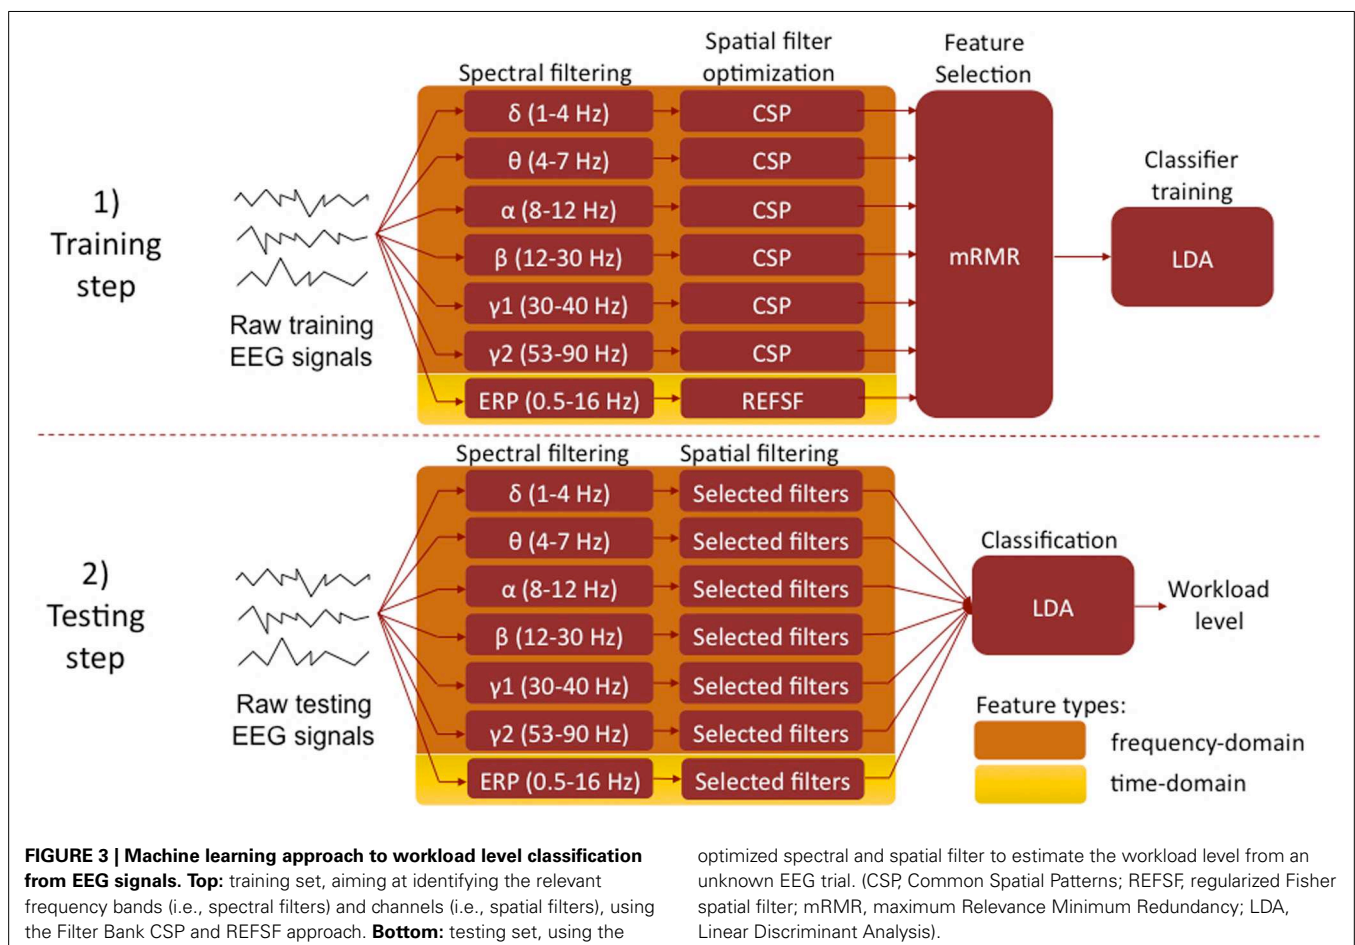 Spatial filter
optimization
Feature
Selection
Spectral filtering
δ (1-4 Hz)
CSP
θ (4-7 Hz)
CSP
α (8-12 Hz)
CSP
β (12-30 Hz)
CSP
γ1 (30-40 Hz)
CSP
γ2 (53-90 Hz)
CSP
ERP (0.5-16 Hz)
REFSF
mRMR
Classifier
training
LDA
1)
Training
step
Raw training
EEG signals
Spectral filtering
Spatial filtering
δ (1-4 Hz)
Selected filters
θ (4-7 Hz)
Selected filters
α (8-12 Hz)
Selected filters
β (12-30 Hz)
Selected filters
γ1 (30-40 Hz)
Selected filters
γ2 (53-90 Hz)
Selected filters
ERP (0.5-16 Hz)
Selected filters
Classification
LDA
Workload
level
2)
Testing
step
Raw testing
EEG signals
Feature types:
frequency-domain
time-domain
FIGURE 3 | Machine learning approach to workload level classification
from EEG signals. Top: training set, aiming at identifying the relevant
frequency bands (i.e., spectral filters) and channels (i.e., spatial filters), using
the Filter Bank CSP and REFSF approach. Bottom: testing set, using the
optimized spectral and spatial filter to estimate the workload level from an
unknown EEG trial. (CSP, Common Spatial Patterns; REFSF, regularized Fisher
spatial filter; mRMR, maximum Relevance Minimum Redundancy; LDA,
Linear Discriminant Analysis).